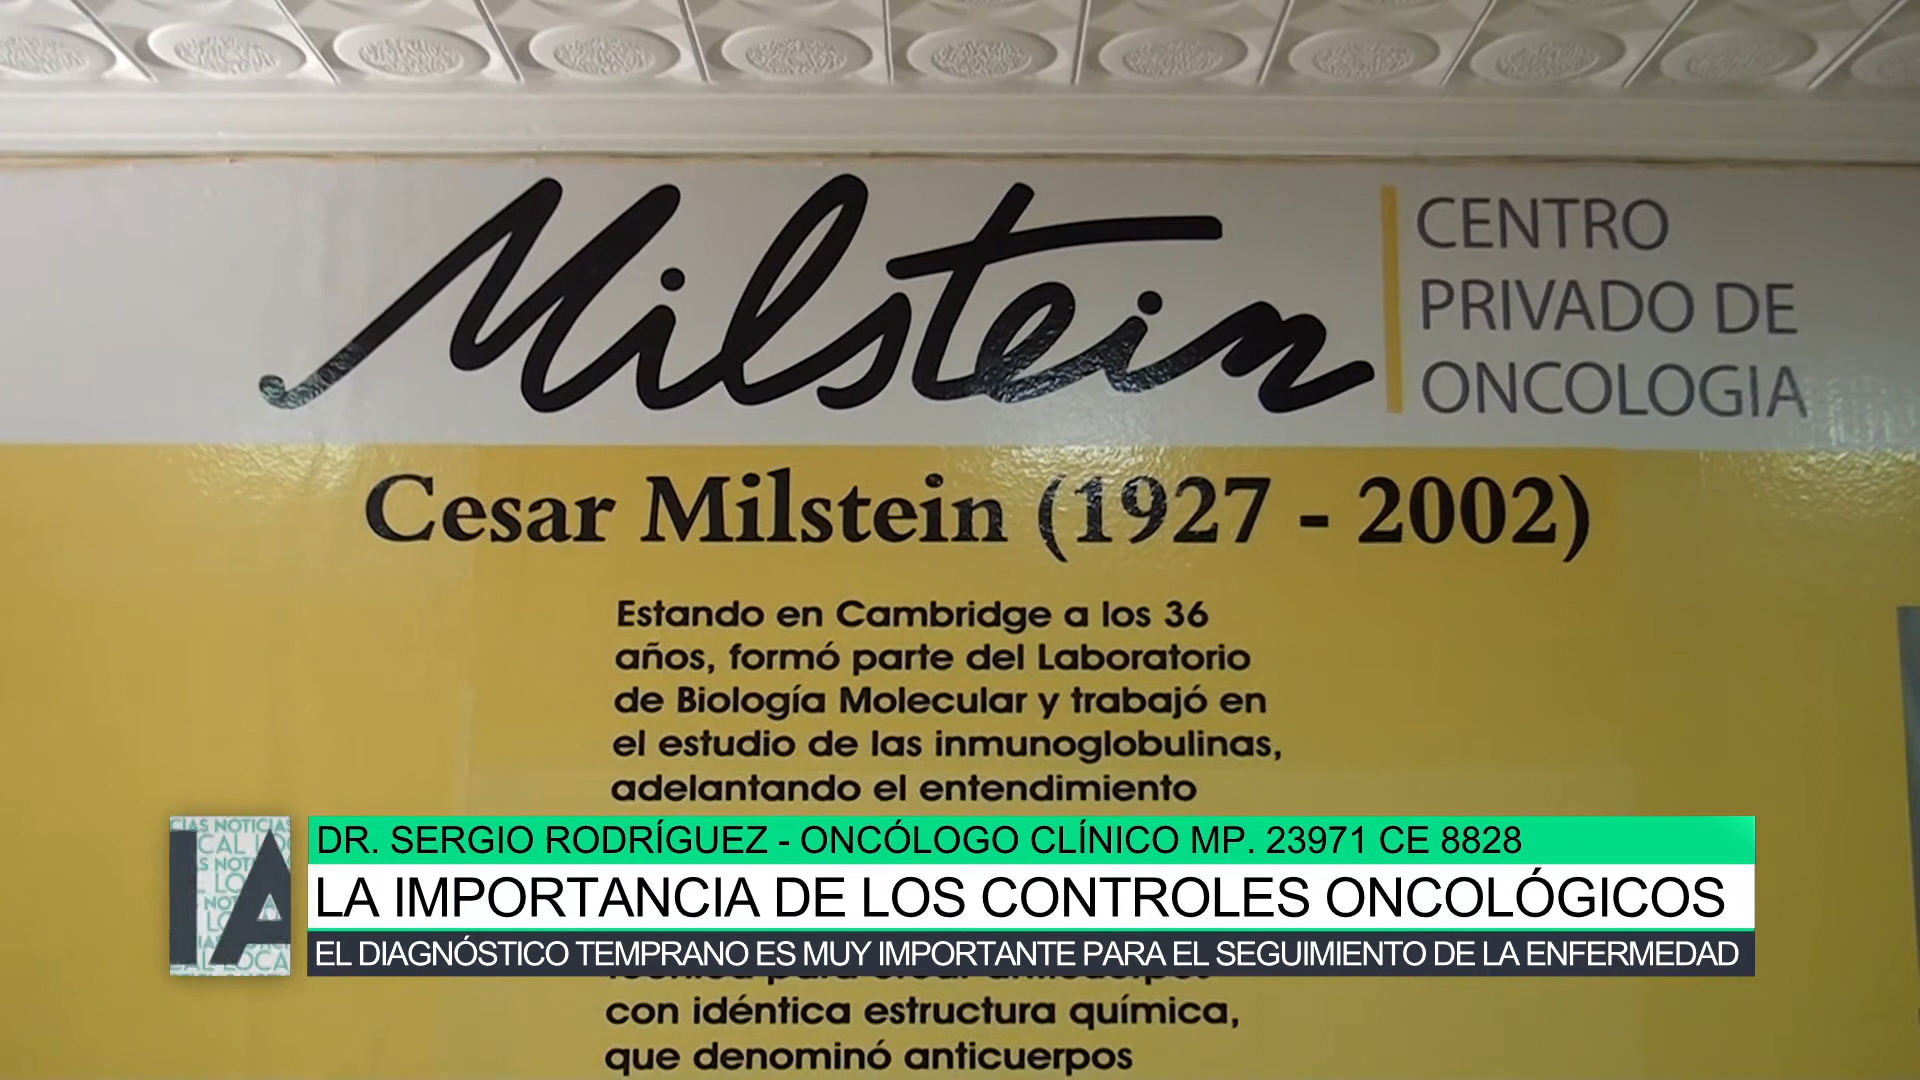 Milstein
CENTRO
PRIVADO DE
ONCOLOGIA
Cesar Milstein (1927 - 2002)
Estando en Cambridge a los 36
años, formó parte del Laboratorio
de Biología Molecular y trabajó en
el estudio de las inmunoglobulinas,
adelantando el entendimiento
IA
DR. SERGIO RODRÍGUEZ - ONCÓLOGO CLÍNICO MP. 23971 CE 8828
LA IMPORTANCIA DE LOS CONTROLES ONCOLÓGICOS
EL DIAGNÓSTICO TEMPRANO ES MUY IMPORTANTE PARA EL SEGUIMIENTO DE LA ENFERMEDAD
con idéntica estructura química,
que denominó anticuerpos